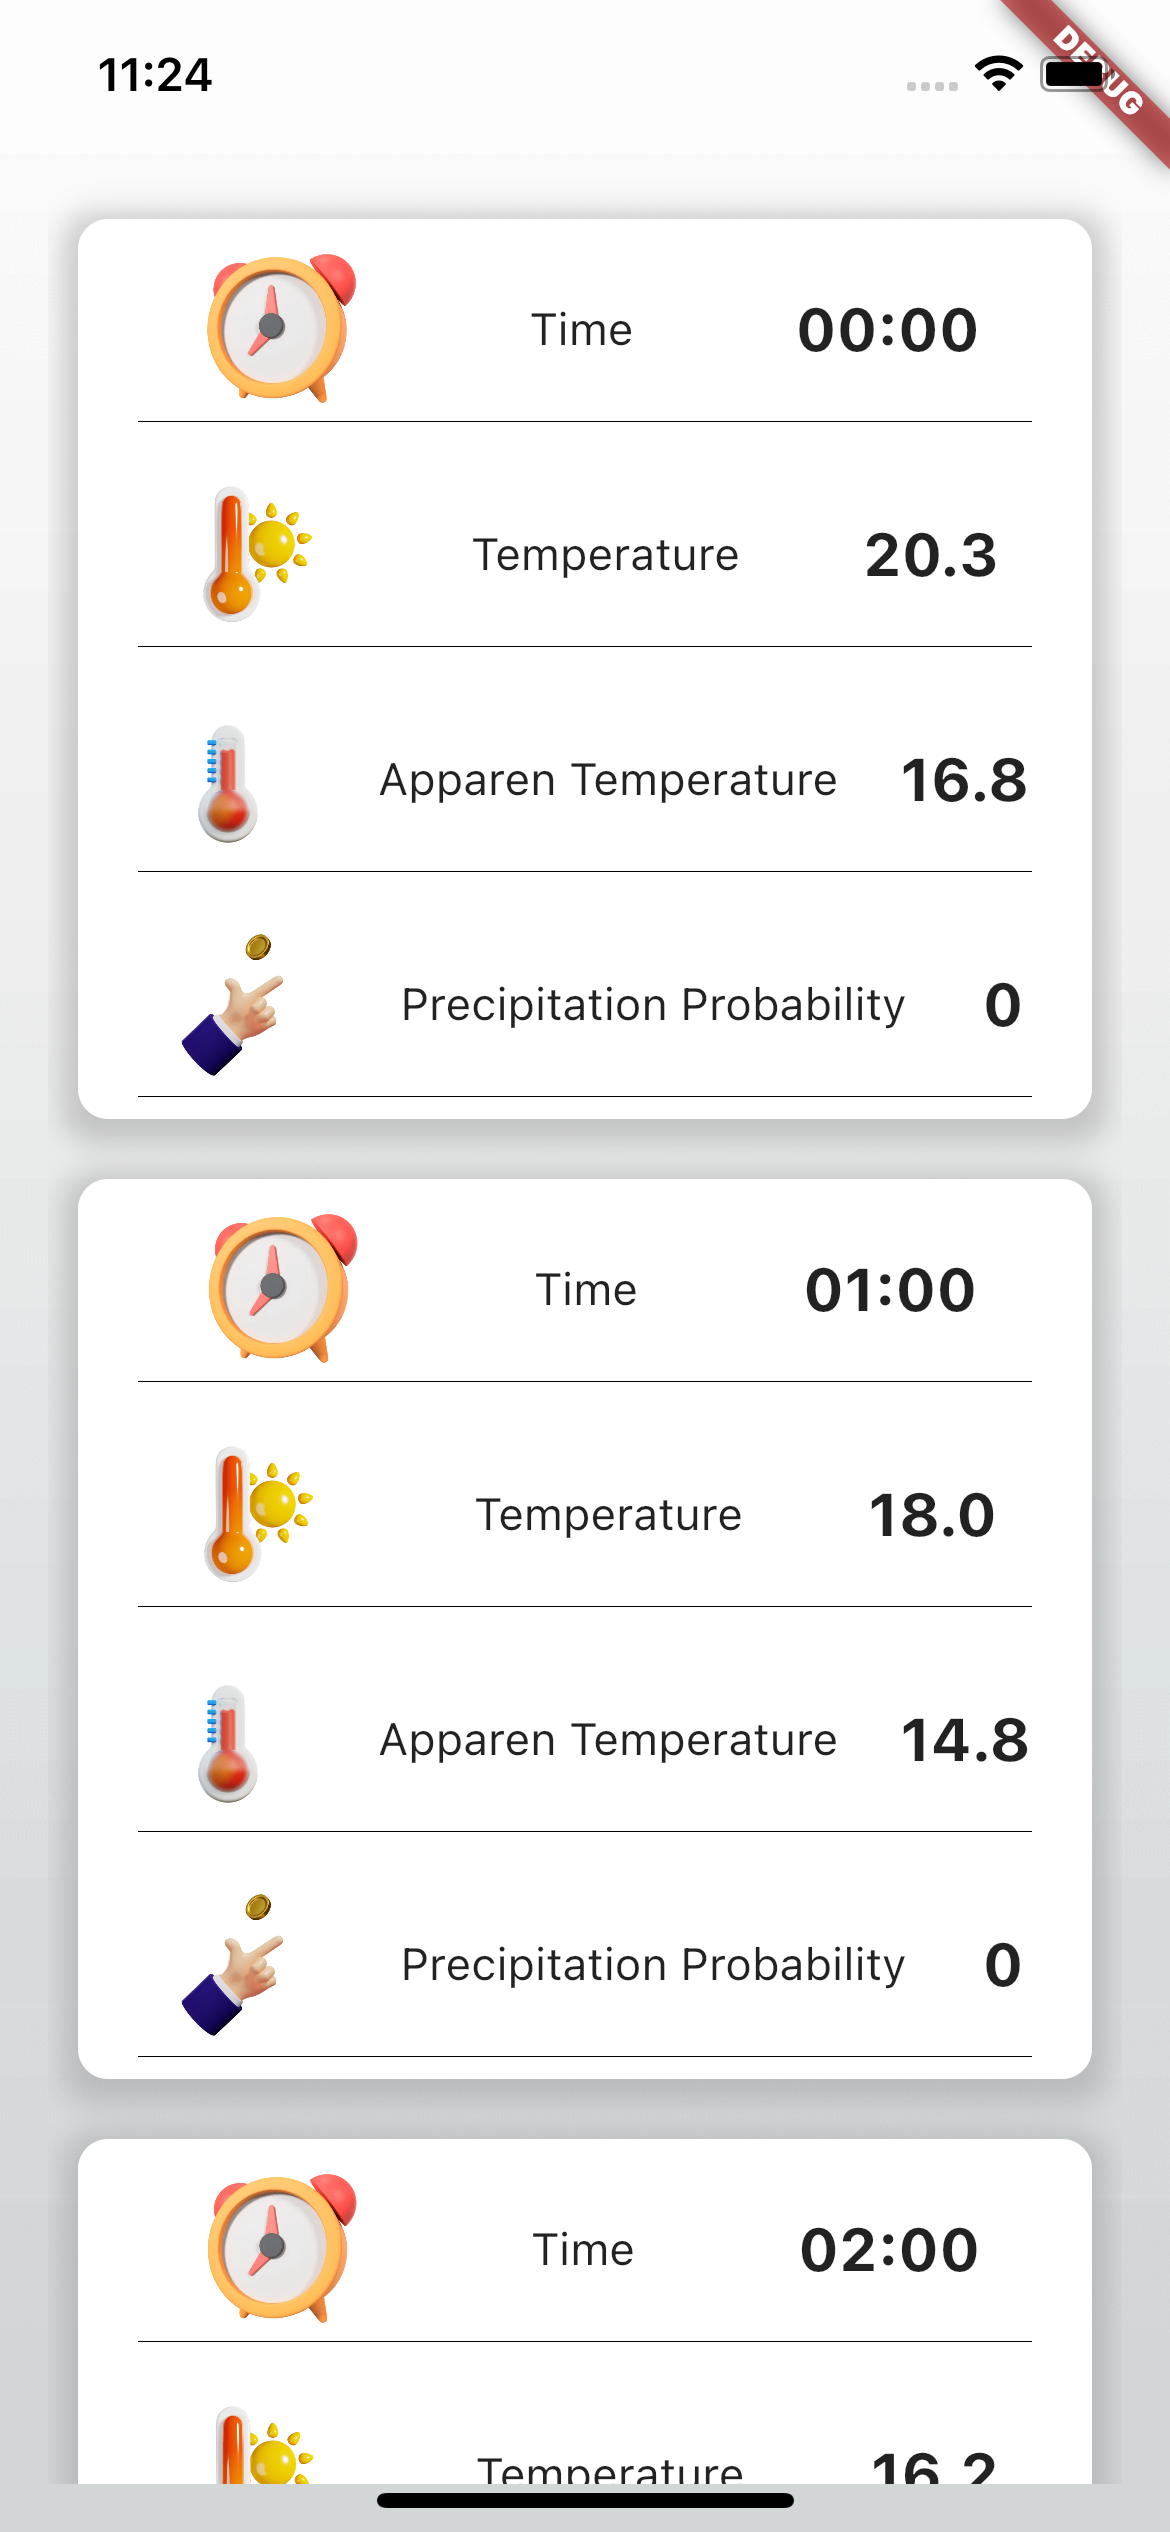 11:24
DEBUG
Time 00:00
Temperature 20.3
Apparen Temperature 16.8
Precipitation Probability 0
Time 01:00
Temperature 18.0
Apparen Temperature 14.8
Precipitation Probability 0
Time 02:00
Temperature 16.2